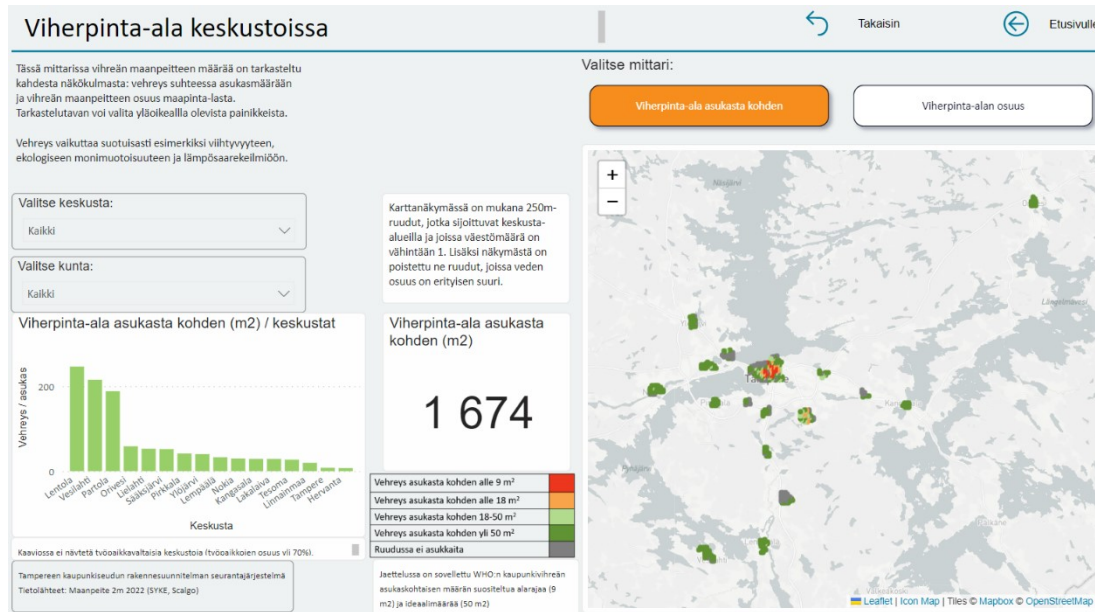 Viherpinta-ala keskustoissa
Takaisin
Etusivulle
Tässä mittarissa vihreän maanpeitteen määrää on tarkasteltu
kahdesta näkökulmasta: vehreys suhteessa asukasmäärään
ja vihreän maanpeitteen osuus maapinta-lasta.
Tarkastelutavan voi valita yläoikeallla olevista painikkeista.
Vehreys vaikuttaa suotuisasti esimerkiksi viihtyvyyteen,
ekologiseen monimuotoisuuteen ja lämpösaarekeilmiöön.
Valitse mittari:
Viherpinta-ala asukasta kohden
Viherpinta-alan osuus
Valitse keskusta:
Kaikki
Valitse kunta:
Kaikki
Karttanäkymässä on mukana 250m-
ruudut, jotka sijoittuvat keskusta-
alueilla ja joissa väestömäärä on
vähintään 1. Lisäksi näkymästä on
poistettu ne ruudut, joissa veden
osuus on erityisen suuri.
Viherpinta-ala asukasta kohden (m2) / keskustat
Vehreys / asukas
200
0
Lentola
Vesilahti
Partola
Orivesi
Lielahti
Sääksjärvi
Pirkkala
Ylöjärvi
Lempäälä
Nokia
Kangasala
Lakalaiva
Tesoma
Linnainmaa
Tampere
Hervanta
Keskusta
Viherpinta-ala asukasta
kohden (m2)
1 674
Vehreys asukasta kohden alle 9 m²
Vehreys asukasta kohden alle 18 m²
Vehreys asukasta kohden 18-50 m²
Vehreys asukasta kohden yli 50 m²
Ruudussa ei asukkaita
Kaaviossa ei näytetä työpaikkavaltaisia keskustoja (työpaikkojen osuus yli 70%).
Tampereen kaupunkiseudun rakennesuunnitelman seurantajärjestelmä
Tietolähteet: Maanpeite 2m 2022 (SYKE, Scalgo)
Jaottelussa on sovellettu WHO:n kaupunkivihreän
asukaskohtaisen määrän suositeltua alarajaa (9
m2) ja ideaalimäärää (50 m2)
+
−
Näsijärvi
Längelmävesi
Pyhäjärvi
Leaflet | Icon Map | Tiles © Mapbox © OpenStreetMap